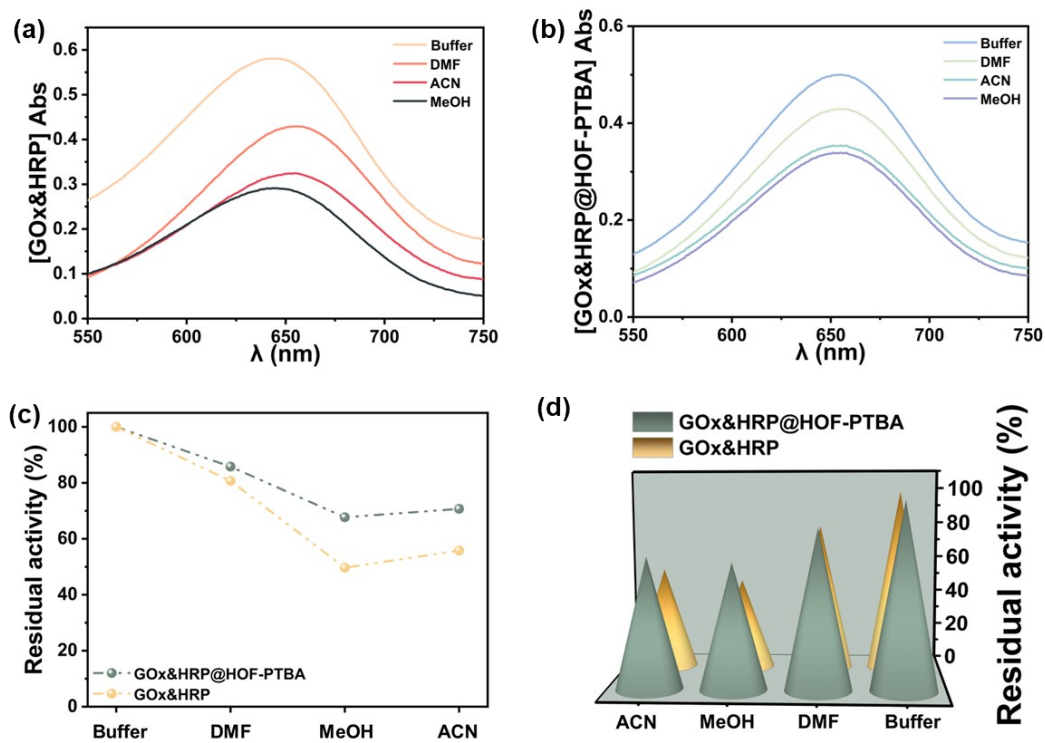 (a)
[GOx&HRP] Abs
0.6
0.5
0.4
0.3
0.2
0.1
0.0
550
600
650
700
750
λ (nm)
Buffer
DMF
ACN
MeOH
(b)
[GOx&HRP@HOF-PTBA] Abs
0.6
0.4
0.2
0.0
550
600
650
700
750
λ (nm)
Buffer
DMF
ACN
MeOH
(c)
Residual activity (%)
100
80
60
40
20
0
GOx&HRP@HOF-PTBA
GOx&HRP
Buffer
DMF
MeOH
ACN
(d)
GOx&HRP@HOF-PTBA
GOx&HRP
Residual activity (%)
100
80
60
40
20
0
ACN
MeOH
DMF
Buffer